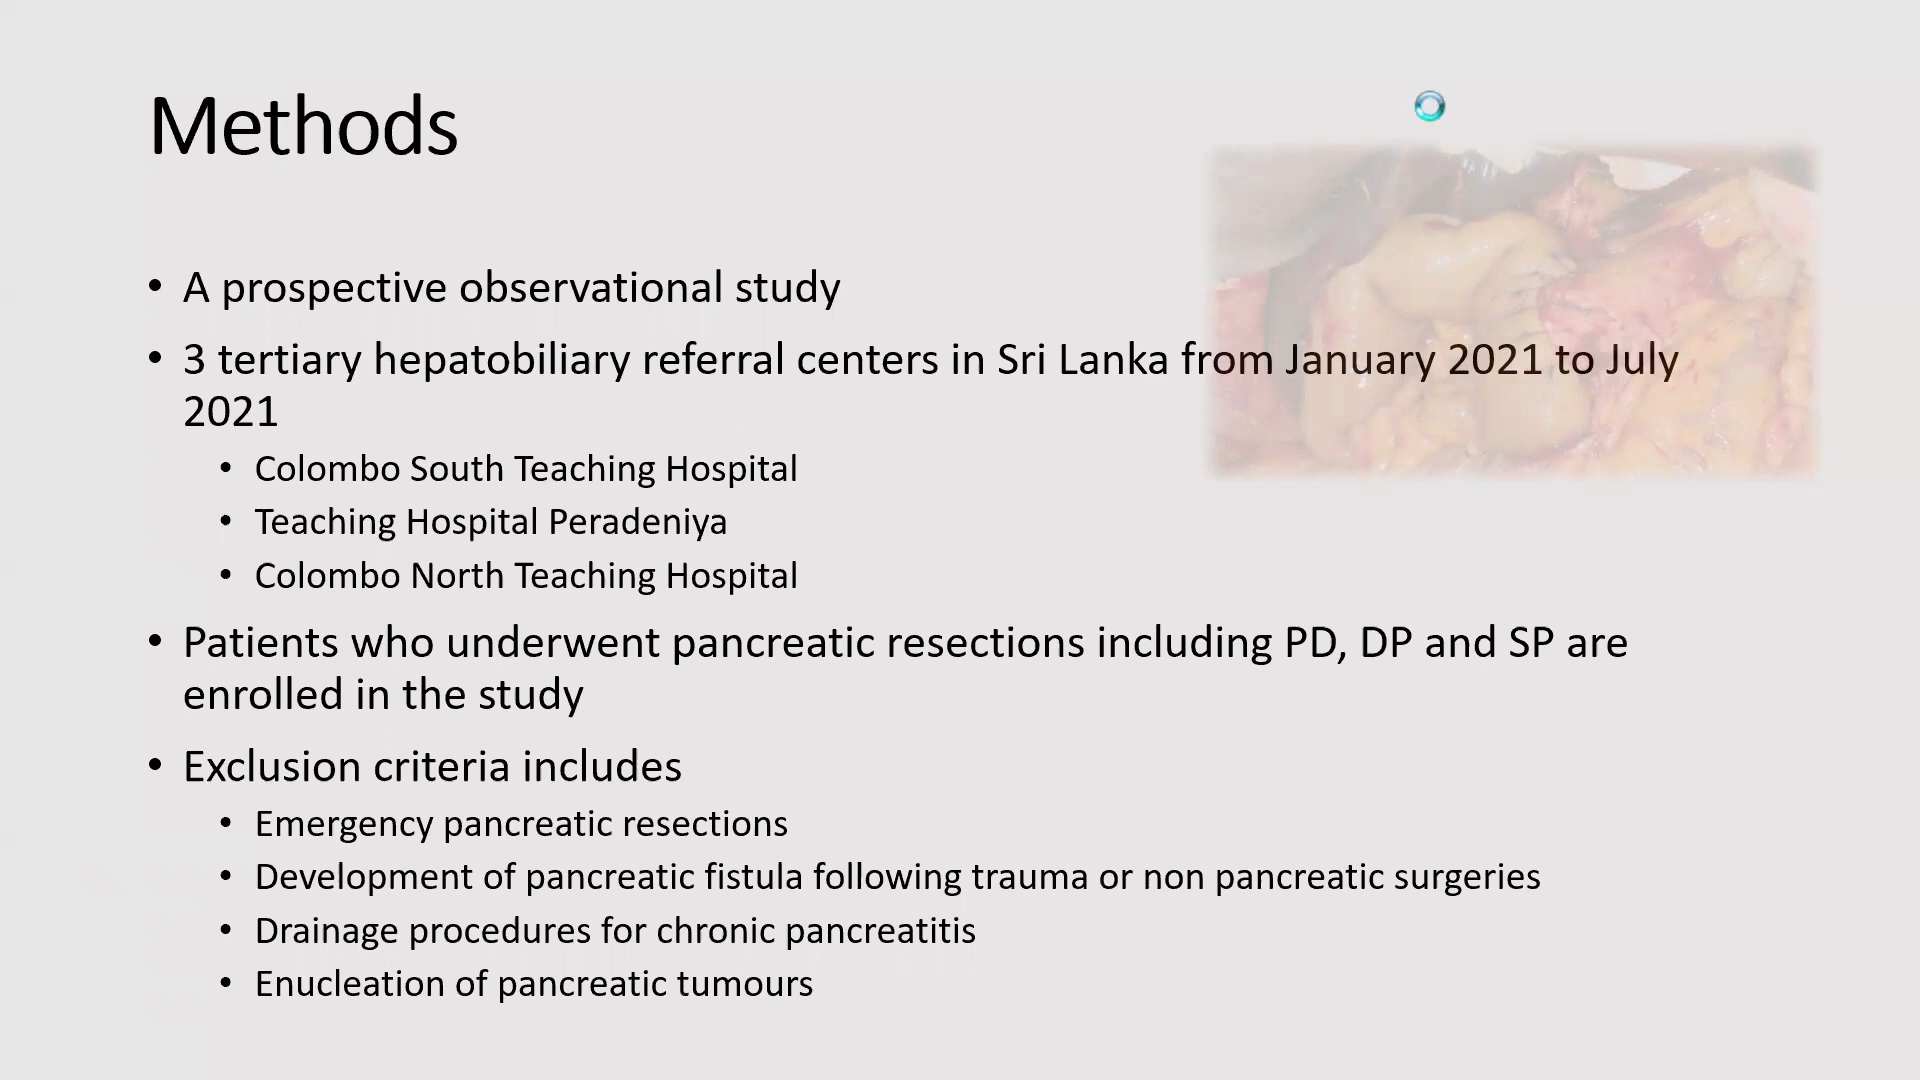 Methods
• A prospective observational study
• 3 tertiary hepatobiliary referral centers in Sri Lanka from January 2021 to July
2021
• Colombo South Teaching Hospital
• Teaching Hospital Peradeniya
• Colombo North Teaching Hospital
• Patients who underwent pancreatic resections including PD, DP and SP are
enrolled in the study
• Exclusion criteria includes
• Emergency pancreatic resections
• Development of pancreatic fistula following trauma or non pancreatic surgeries
• Drainage procedures for chronic pancreatitis
• Enucleation of pancreatic tumours